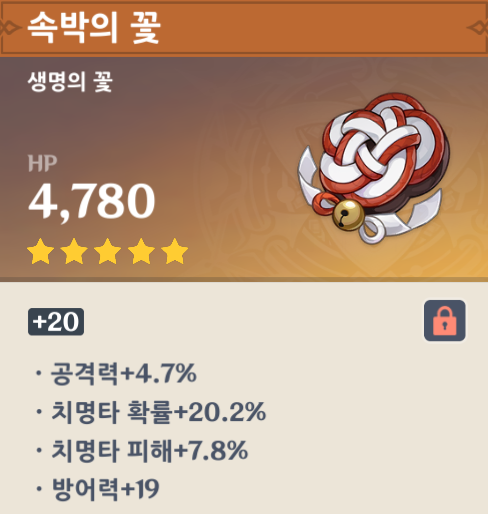 속박의 꽃
생명의 꽃
HP
4,780
+20
· 공격력+4.7%
· 치명타 확률+20.2%
· 치명타 피해+7.8%
· 방어력+19